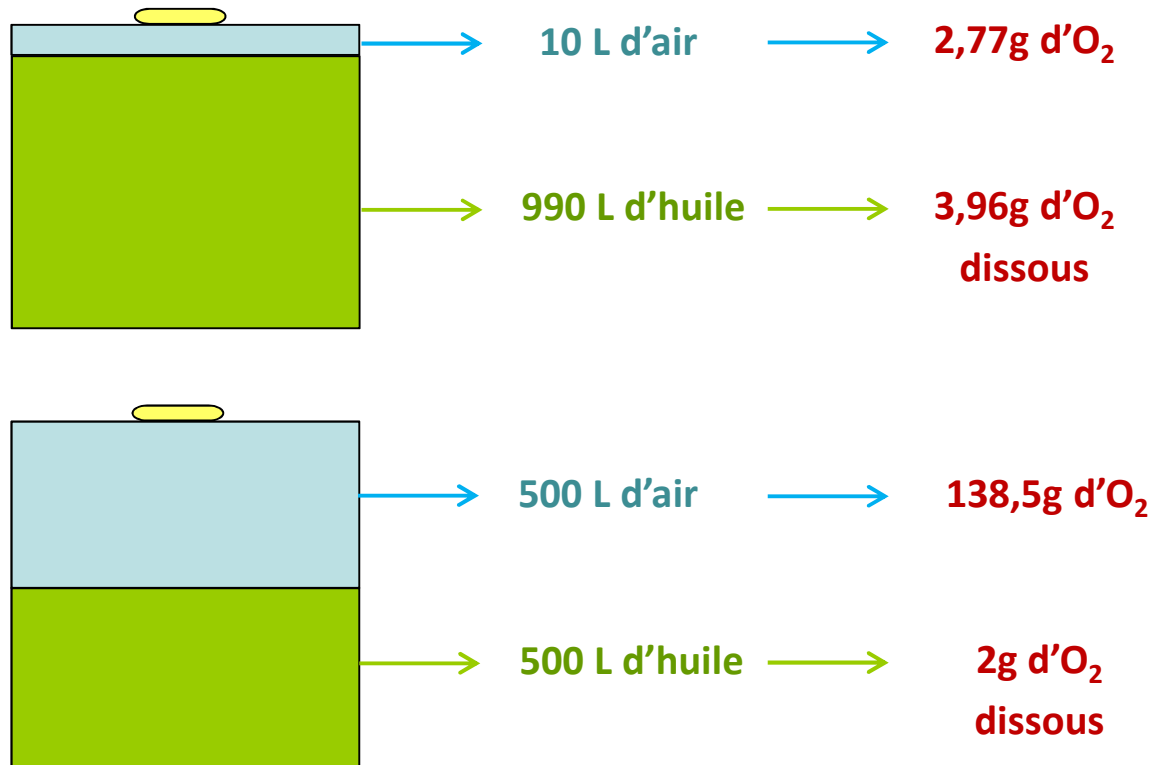 10 L d’air 2,77g d’O₂
990 L d’huile 3,96g d’O₂
dissous
500 L d’air 138,5g d’O₂
500 L d’huile 2g d’O₂
dissous